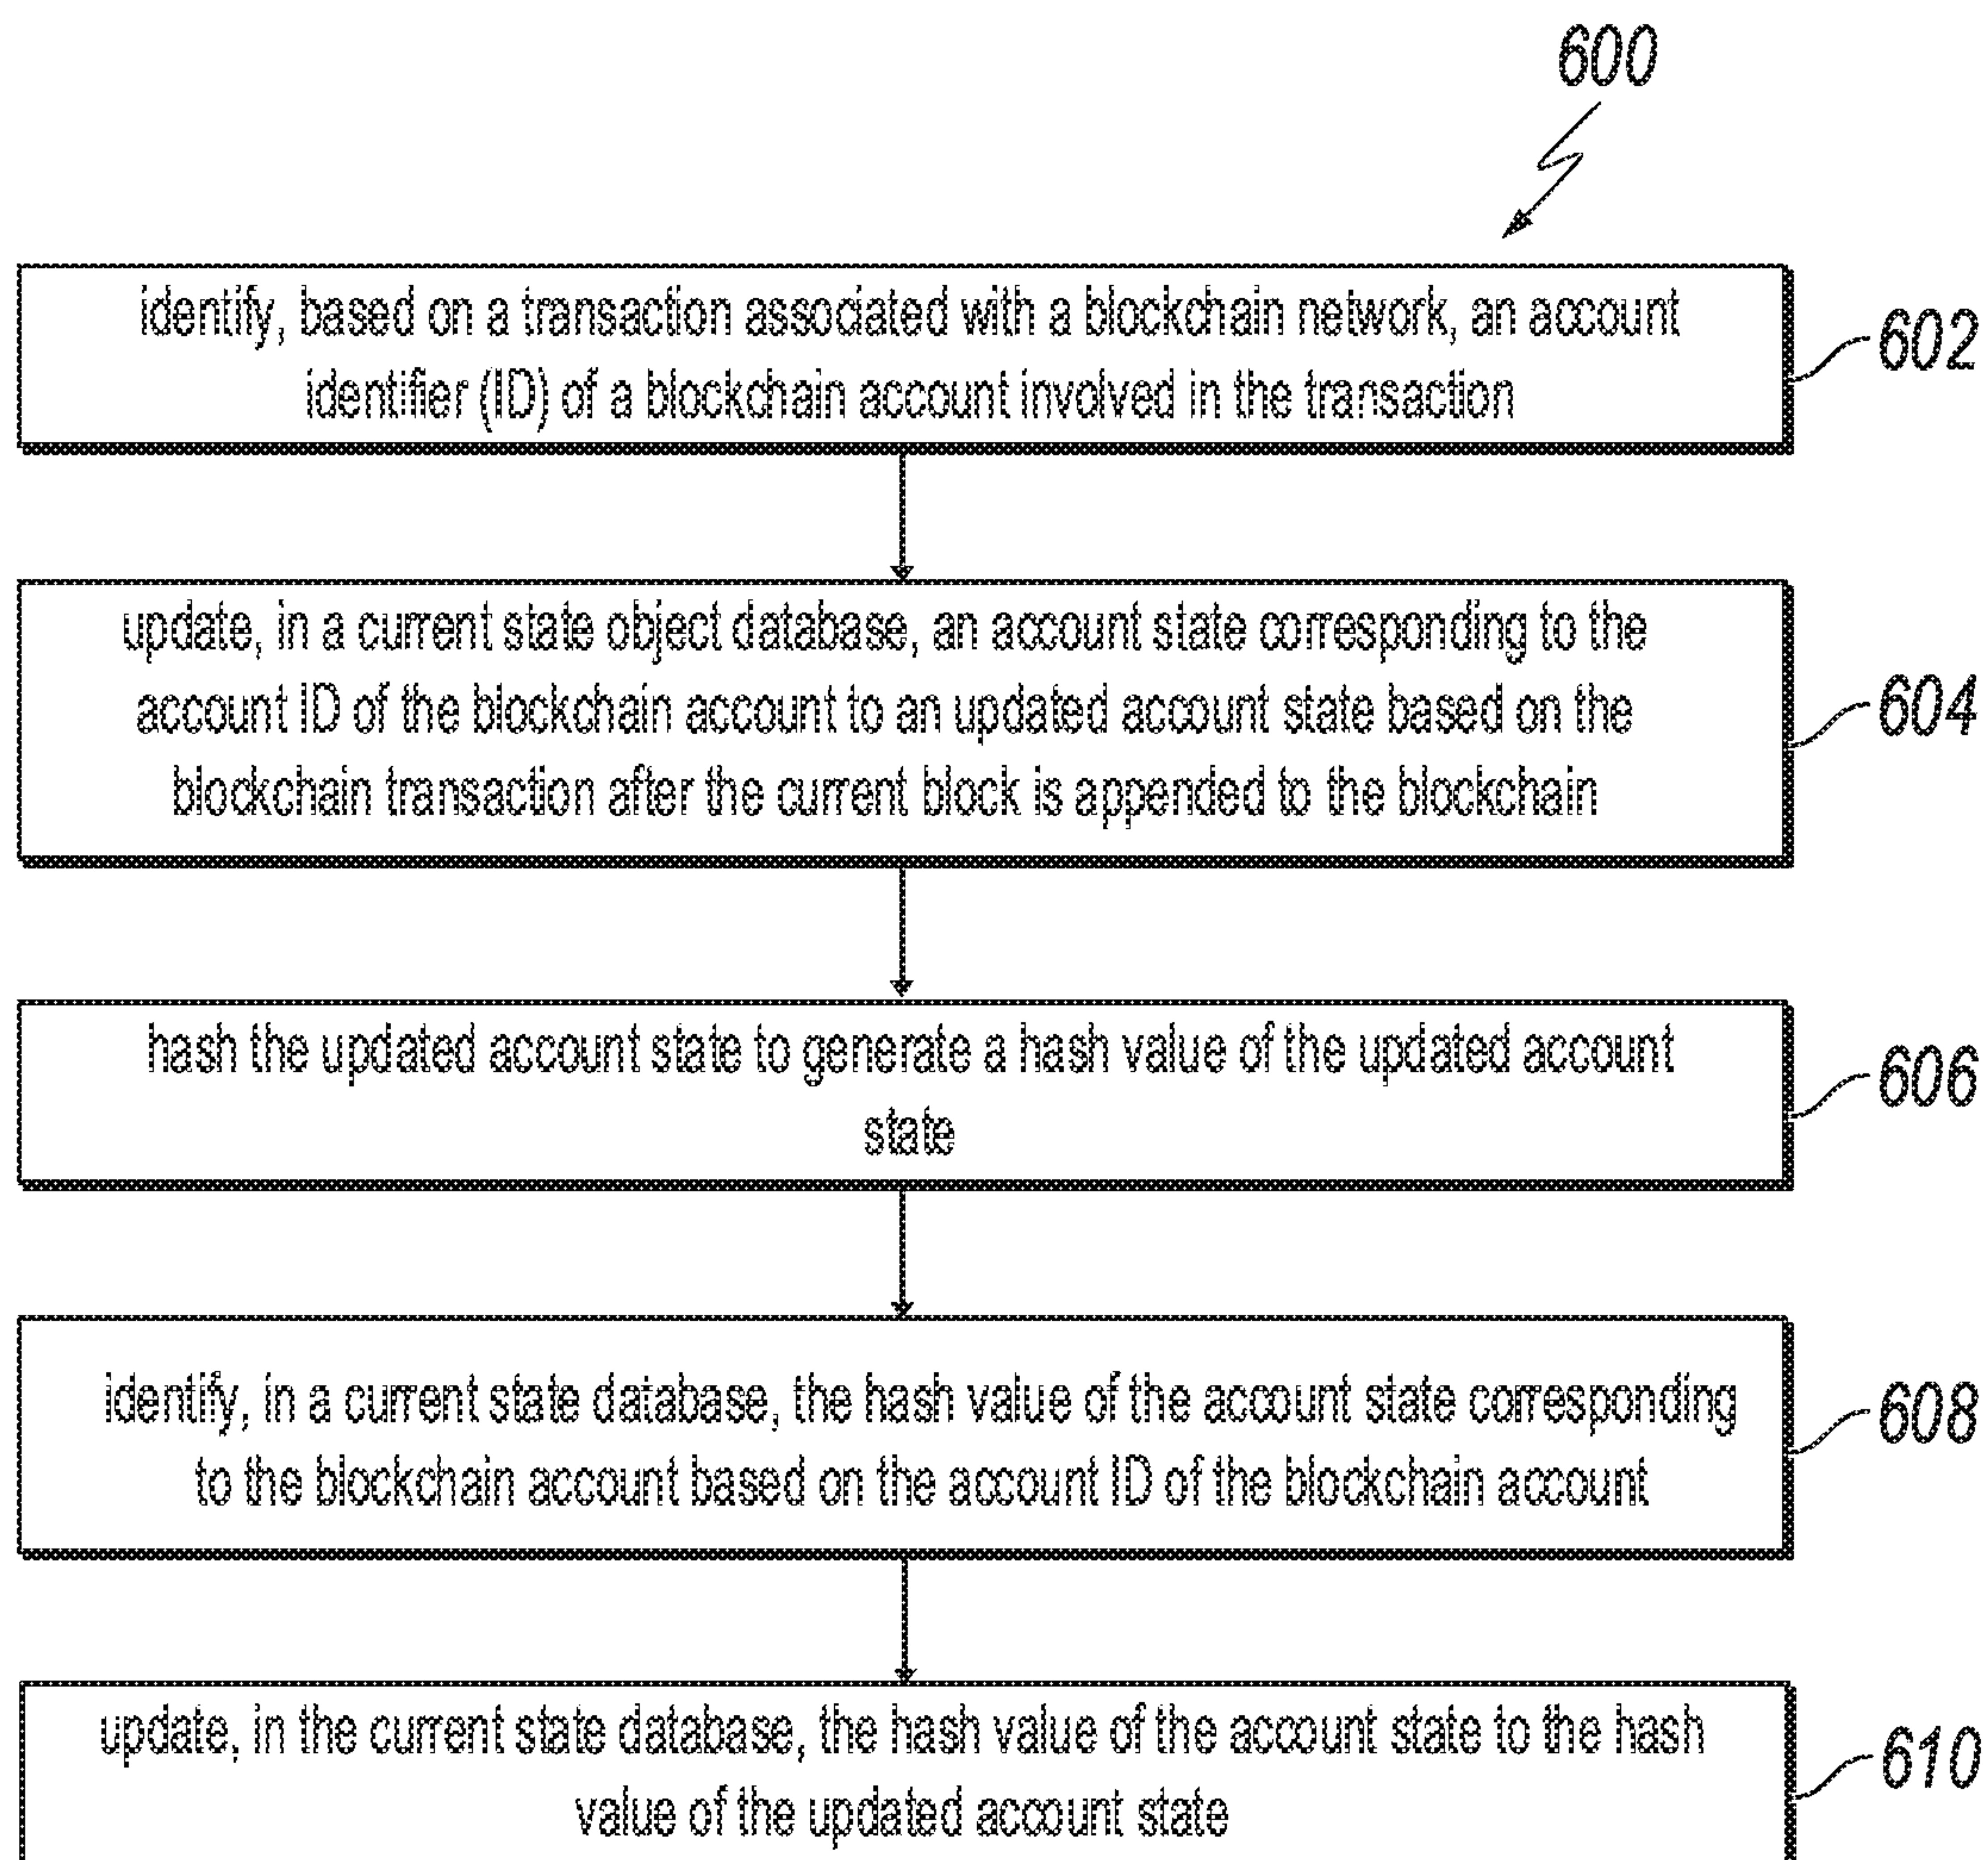 600
identify, based on a transaction associated with a blockchain network, an account
identifier (ID) of a blockchain account involved in the transaction
602
update, in a current state object database, an account state corresponding to the
account ID of the blockchain account to an updated account state based on the
blockchain transaction after the current block is appended to the blockchain
604
hash the updated account state to generate a hash value of the updated account
state
606
identify, in a current state database, the hash value of the account state corresponding
to the blockchain account based on the account ID of the blockchain account
608
update, in the current state database, the hash value of the account state to the hash
value of the updated account state
610